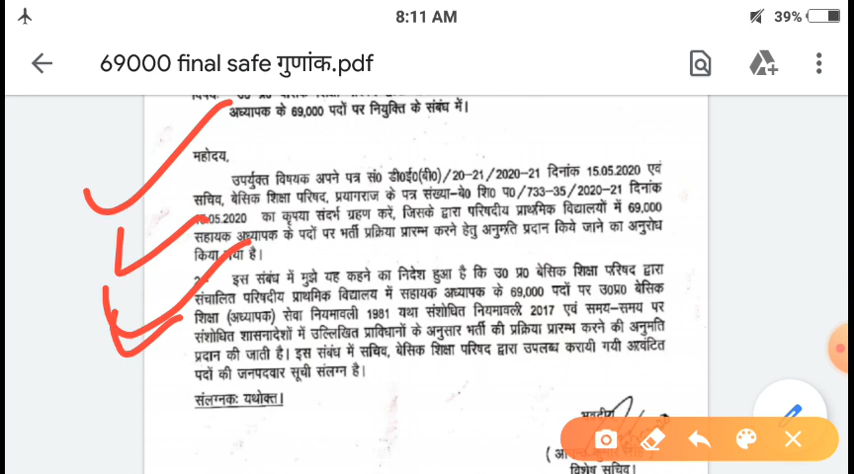 8:11 AM
39%
69000 final safe गुणांक.pdf
अध्यापक के 69,000 पदों पर नियुक्ति के संबंध में।
महोदय,
उपर्युक्त विषयक अपने पत्र सं0 डी0ई0(बी0)/20-21/2020-21 दिनांक 15.05.2020 एवं
सचिव, बेसिक शिक्षा परिषद, प्रयागराज के पत्र संख्या-बे0 शि0 प0/733-35/2020-21 दिनांक
.05.2020 का कृपया संदर्भ ग्रहण करें, जिसके द्वारा परिषदीय प्राथमिक विद्यालयों में 69,000
सहायक अध्यापक के पदों पर भर्ती प्रक्रिया प्रारम्भ करने हेतु अनुमति प्रदान किये जाने का अनुरोध
किया गया है।
इस संबंध में मुझे यह कहने का निदेश हुआ है कि उ0 प्र0 बेसिक शिक्षा परिषद द्वारा
संचालित परिषदीय प्राथमिक विद्यालय में सहायक अध्यापक के 69,000 पदों पर उ0प्र0 बेसिक
शिक्षा (अध्यापक) सेवा नियमावली 1981 यथा संशोधित नियमावली 2017 एवं समय-समय पर
संशोधित शासनादेशों में उल्लिखित प्राविधानों के अनुसार भर्ती की प्रक्रिया प्रारम्भ करने की अनुमति
प्रदान की जाती है। इस संबंध में सचिव, बेसिक शिक्षा परिषद द्वारा उपलब्ध करायी गयी आवंटित
पदों की जनपदवार सूची संलग्न है।
संलग्नकः यथोक्त।
भवदीय
विशेष सचिव।